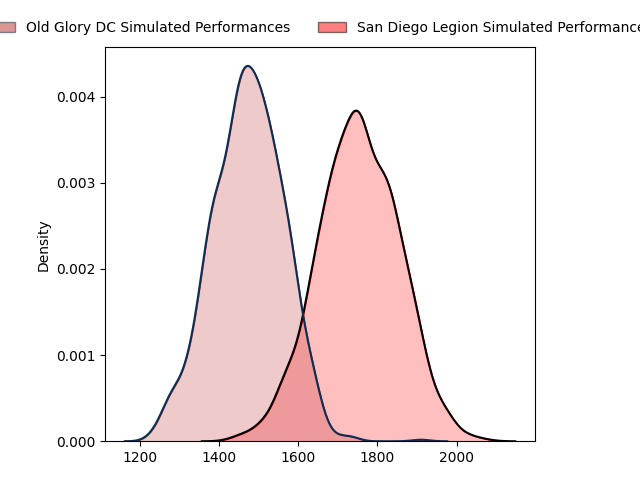 Old Glory DC Simulated Performances
San Diego Legion Simulated Performance
Density
0.004
0.003
0.002
0.001
0.000
1200 1400 1600 1800 2000